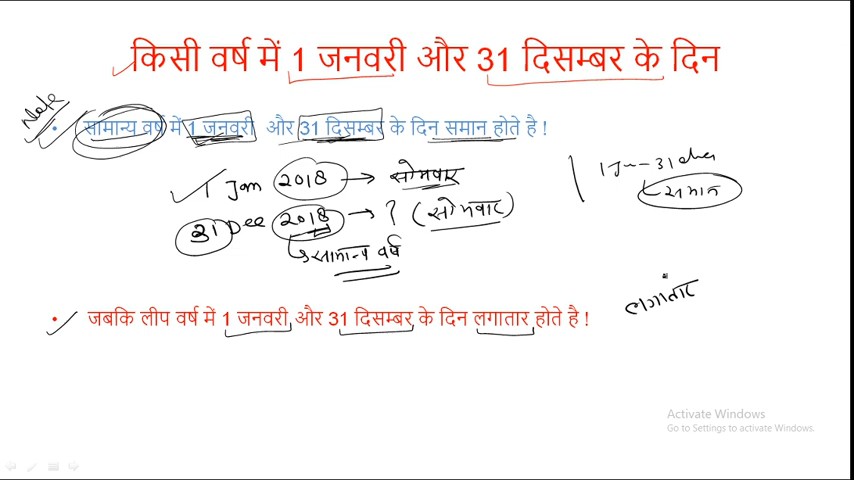 किसी वर्ष में 1 जनवरी और 31 दिसम्बर के दिन
Note
• सामान्य वर्ष में 1 जनवरी और 31 दिसम्बर के दिन समान होते है !
1 Jan 2018 → सोमवार
31 Dec 2018 → ? (सोमवार)
सामान्य वर्ष
1 Jan – 31 dec
समान
• जबकि लीप वर्ष में 1 जनवरी और 31 दिसम्बर के दिन लगातार होते है !
लगातार
Activate Windows
Go to Settings to activate Windows.